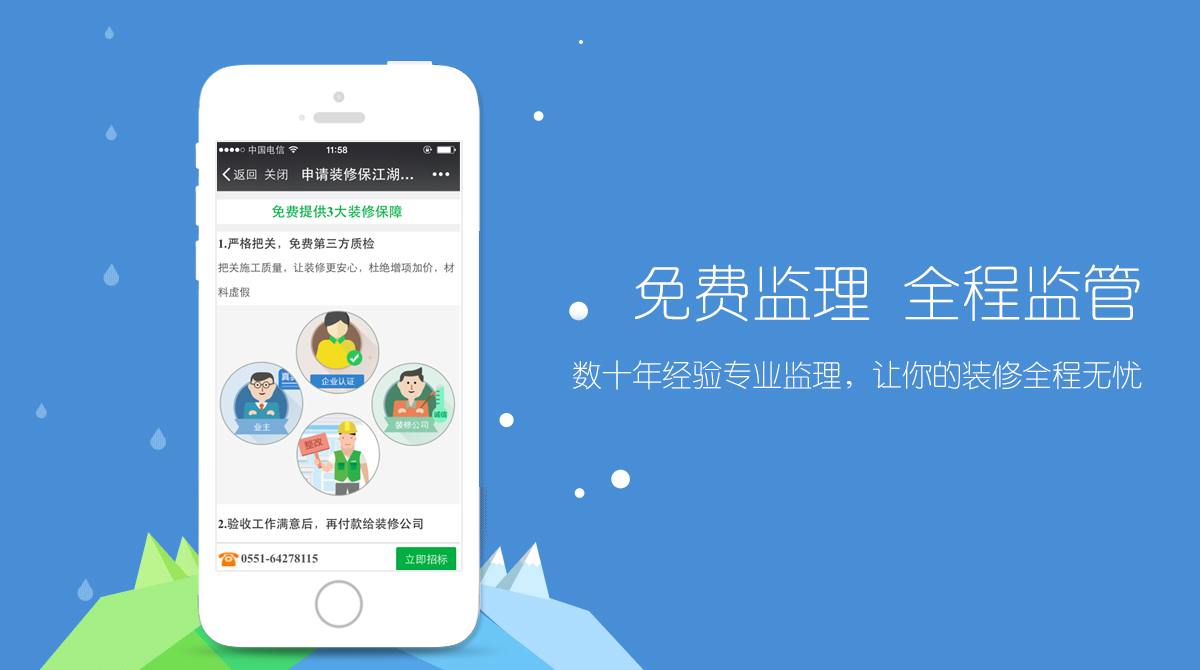 中国电信 11:58
返回 关闭 申请装修保江湖...
免费提供3大装修保障
1.严格把关，免费第三方质检
把关施工质量，让装修更安心，杜绝增项加价，材
料虚假
企业认证
业主
诚信
装修公司
整改
2.验收工作满意后，再付款给装修公司
0551-64278115 立即招标
免费监理 全程监管
数十年经验专业监理，让你的装修全程无忧